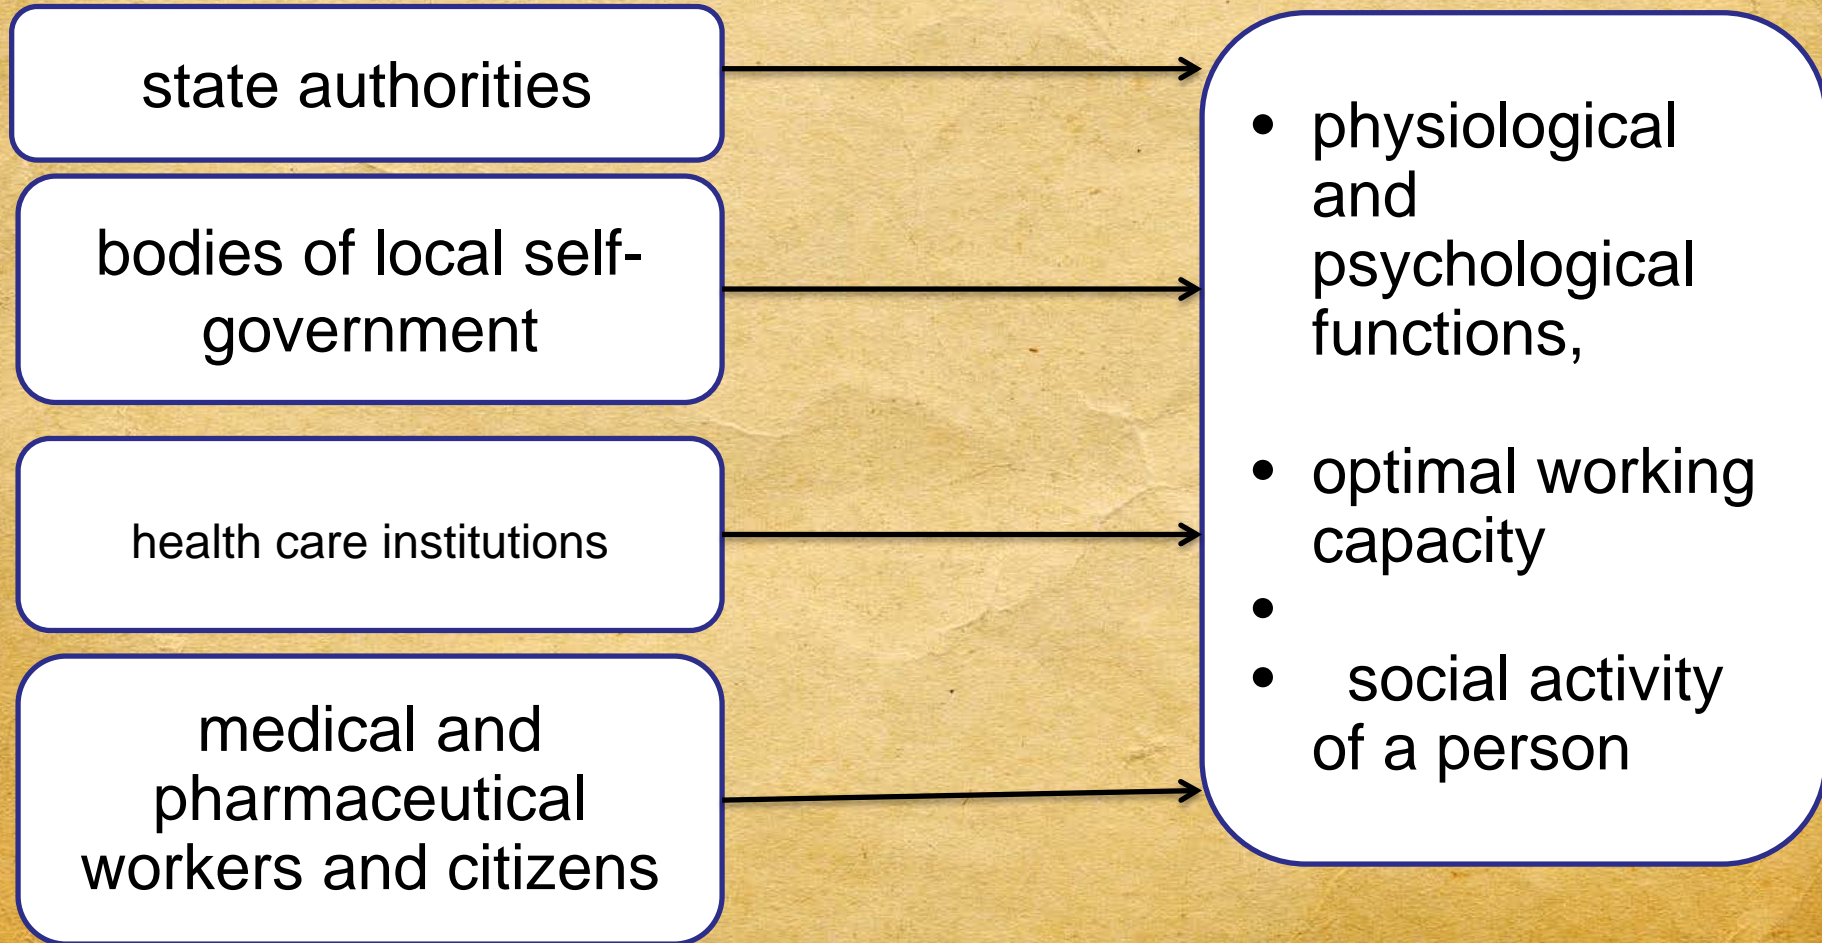 state authorities
bodies of local self-
government
health care institutions
medical and
pharmaceutical
workers and citizens
• physiological
and
psychological
functions,
• optimal working
capacity
•
• social activity
of a person